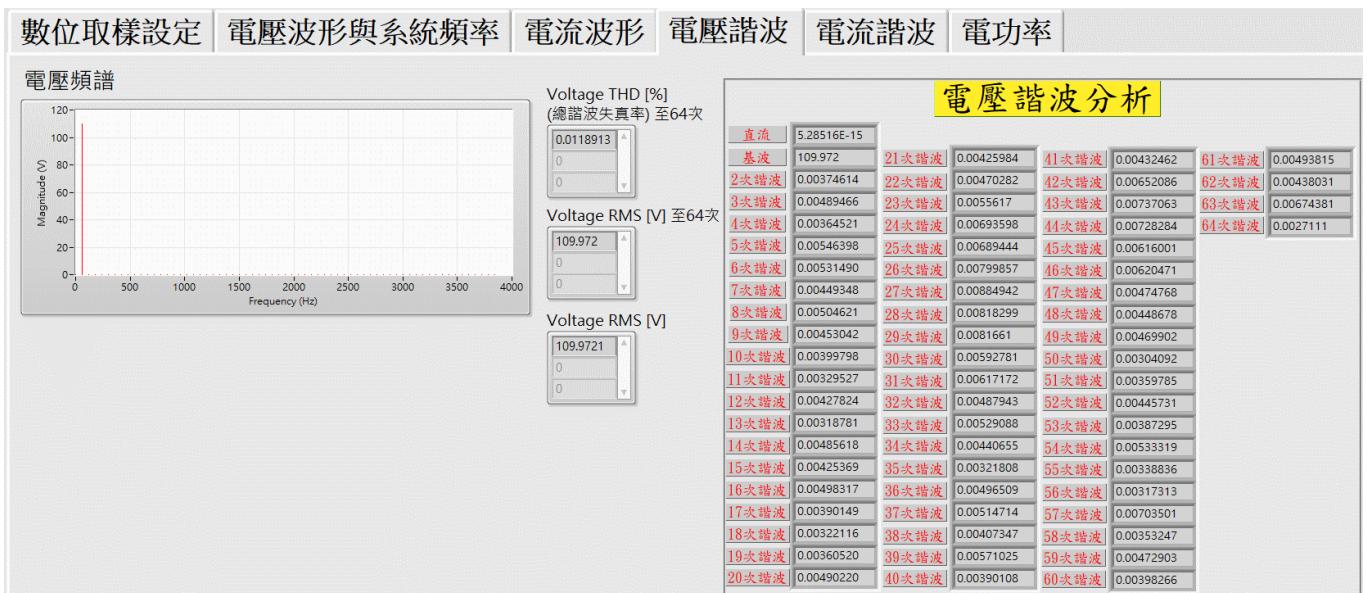 數位取樣設定 電壓波形與系統頻率 電流波形 電壓諧波 電流諧波 電功率
電壓頻譜
120
100
80
60
40
20
0
Magnitude (V)
0 500 1000 1500 2000 2500 3000 3500 4000
Frequency (Hz)
Voltage THD [%]
(總諧波失真率) 至64次
0.0118913
0
0
Voltage RMS [V] 至64次
109.972
0
0
Voltage RMS [V]
109.9721
0
0
電壓諧波分析
直流 5.28516E-15
基波 109.972
2次諧波 0.00374614
3次諧波 0.00489466
4次諧波 0.00364521
5次諧波 0.00546398
6次諧波 0.00531490
7次諧波 0.00449348
8次諧波 0.00504621
9次諧波 0.00453042
10次諧波 0.00399798
11次諧波 0.00329527
12次諧波 0.00427824
13次諧波 0.00318781
14次諧波 0.00485618
15次諧波 0.00425369
16次諧波 0.00498317
17次諧波 0.00390149
18次諧波 0.00322116
19次諧波 0.00360520
20次諧波 0.00490220
21次諧波 0.00425984
22次諧波 0.00470282
23次諧波 0.0055617
24次諧波 0.00693598
25次諧波 0.00689444
26次諧波 0.00799857
27次諧波 0.00884942
28次諧波 0.00818299
29次諧波 0.0081661
30次諧波 0.00592781
31次諧波 0.00617172
32次諧波 0.00487943
33次諧波 0.00529088
34次諧波 0.00440655
35次諧波 0.00321808
36次諧波 0.00496509
37次諧波 0.00514714
38次諧波 0.00407347
39次諧波 0.00571025
40次諧波 0.00390108
41次諧波 0.00432462
42次諧波 0.00652086
43次諧波 0.00737063
44次諧波 0.00728284
45次諧波 0.00616001
46次諧波 0.00620471
47次諧波 0.00474768
48次諧波 0.00448678
49次諧波 0.00469902
50次諧波 0.00304092
51次諧波 0.00359785
52次諧波 0.00445731
53次諧波 0.00387295
54次諧波 0.00533319
55次諧波 0.00338836
56次諧波 0.00317313
57次諧波 0.00703501
58次諧波 0.00353247
59次諧波 0.00472903
60次諧波 0.00398266
61次諧波 0.00493815
62次諧波 0.00438031
63次諧波 0.00674381
64次諧波 0.0027111